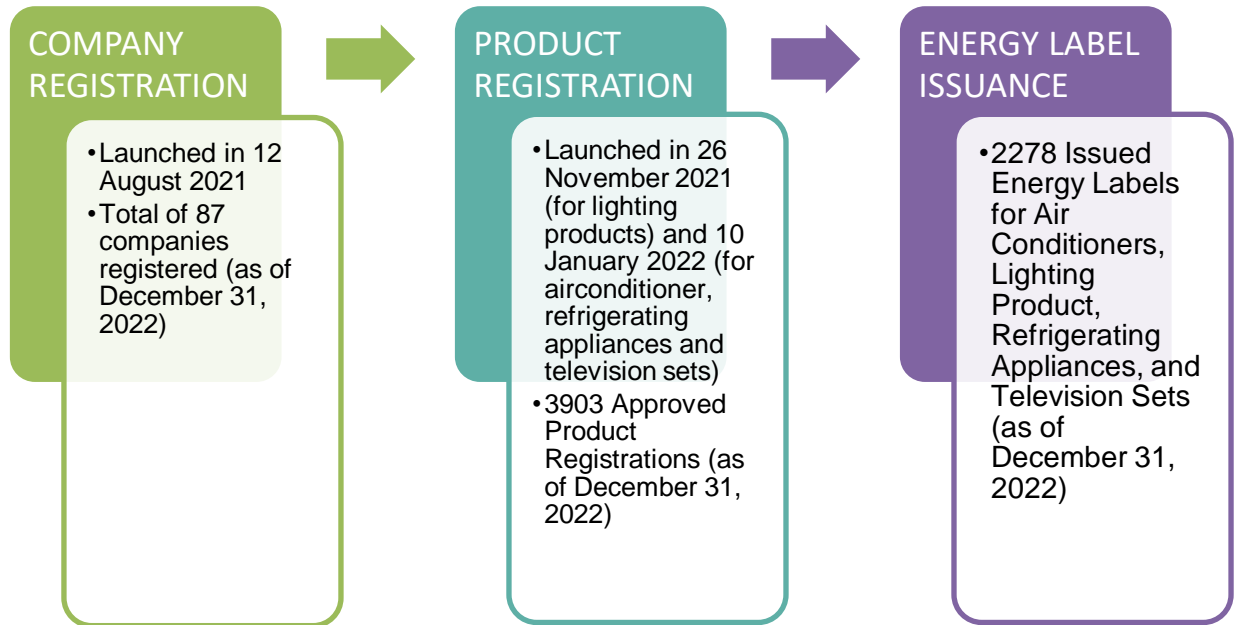 COMPANY
REGISTRATION
•Launched in 12
August 2021
•Total of 87
companies
registered (as of
December 31,
2022)
PRODUCT
REGISTRATION
•Launched in 26
November 2021
(for lighting
products) and 10
January 2022 (for
airconditioner,
refrigerating
appliances and
television sets)
•3903 Approved
Product
Registrations (as
of December 31,
2022)
ENERGY LABEL
ISSUANCE
•2278 Issued
Energy Labels
for Air
Conditioners,
Lighting
Product,
Refrigerating
Appliances, and
Television Sets
(as of
December 31,
2022)